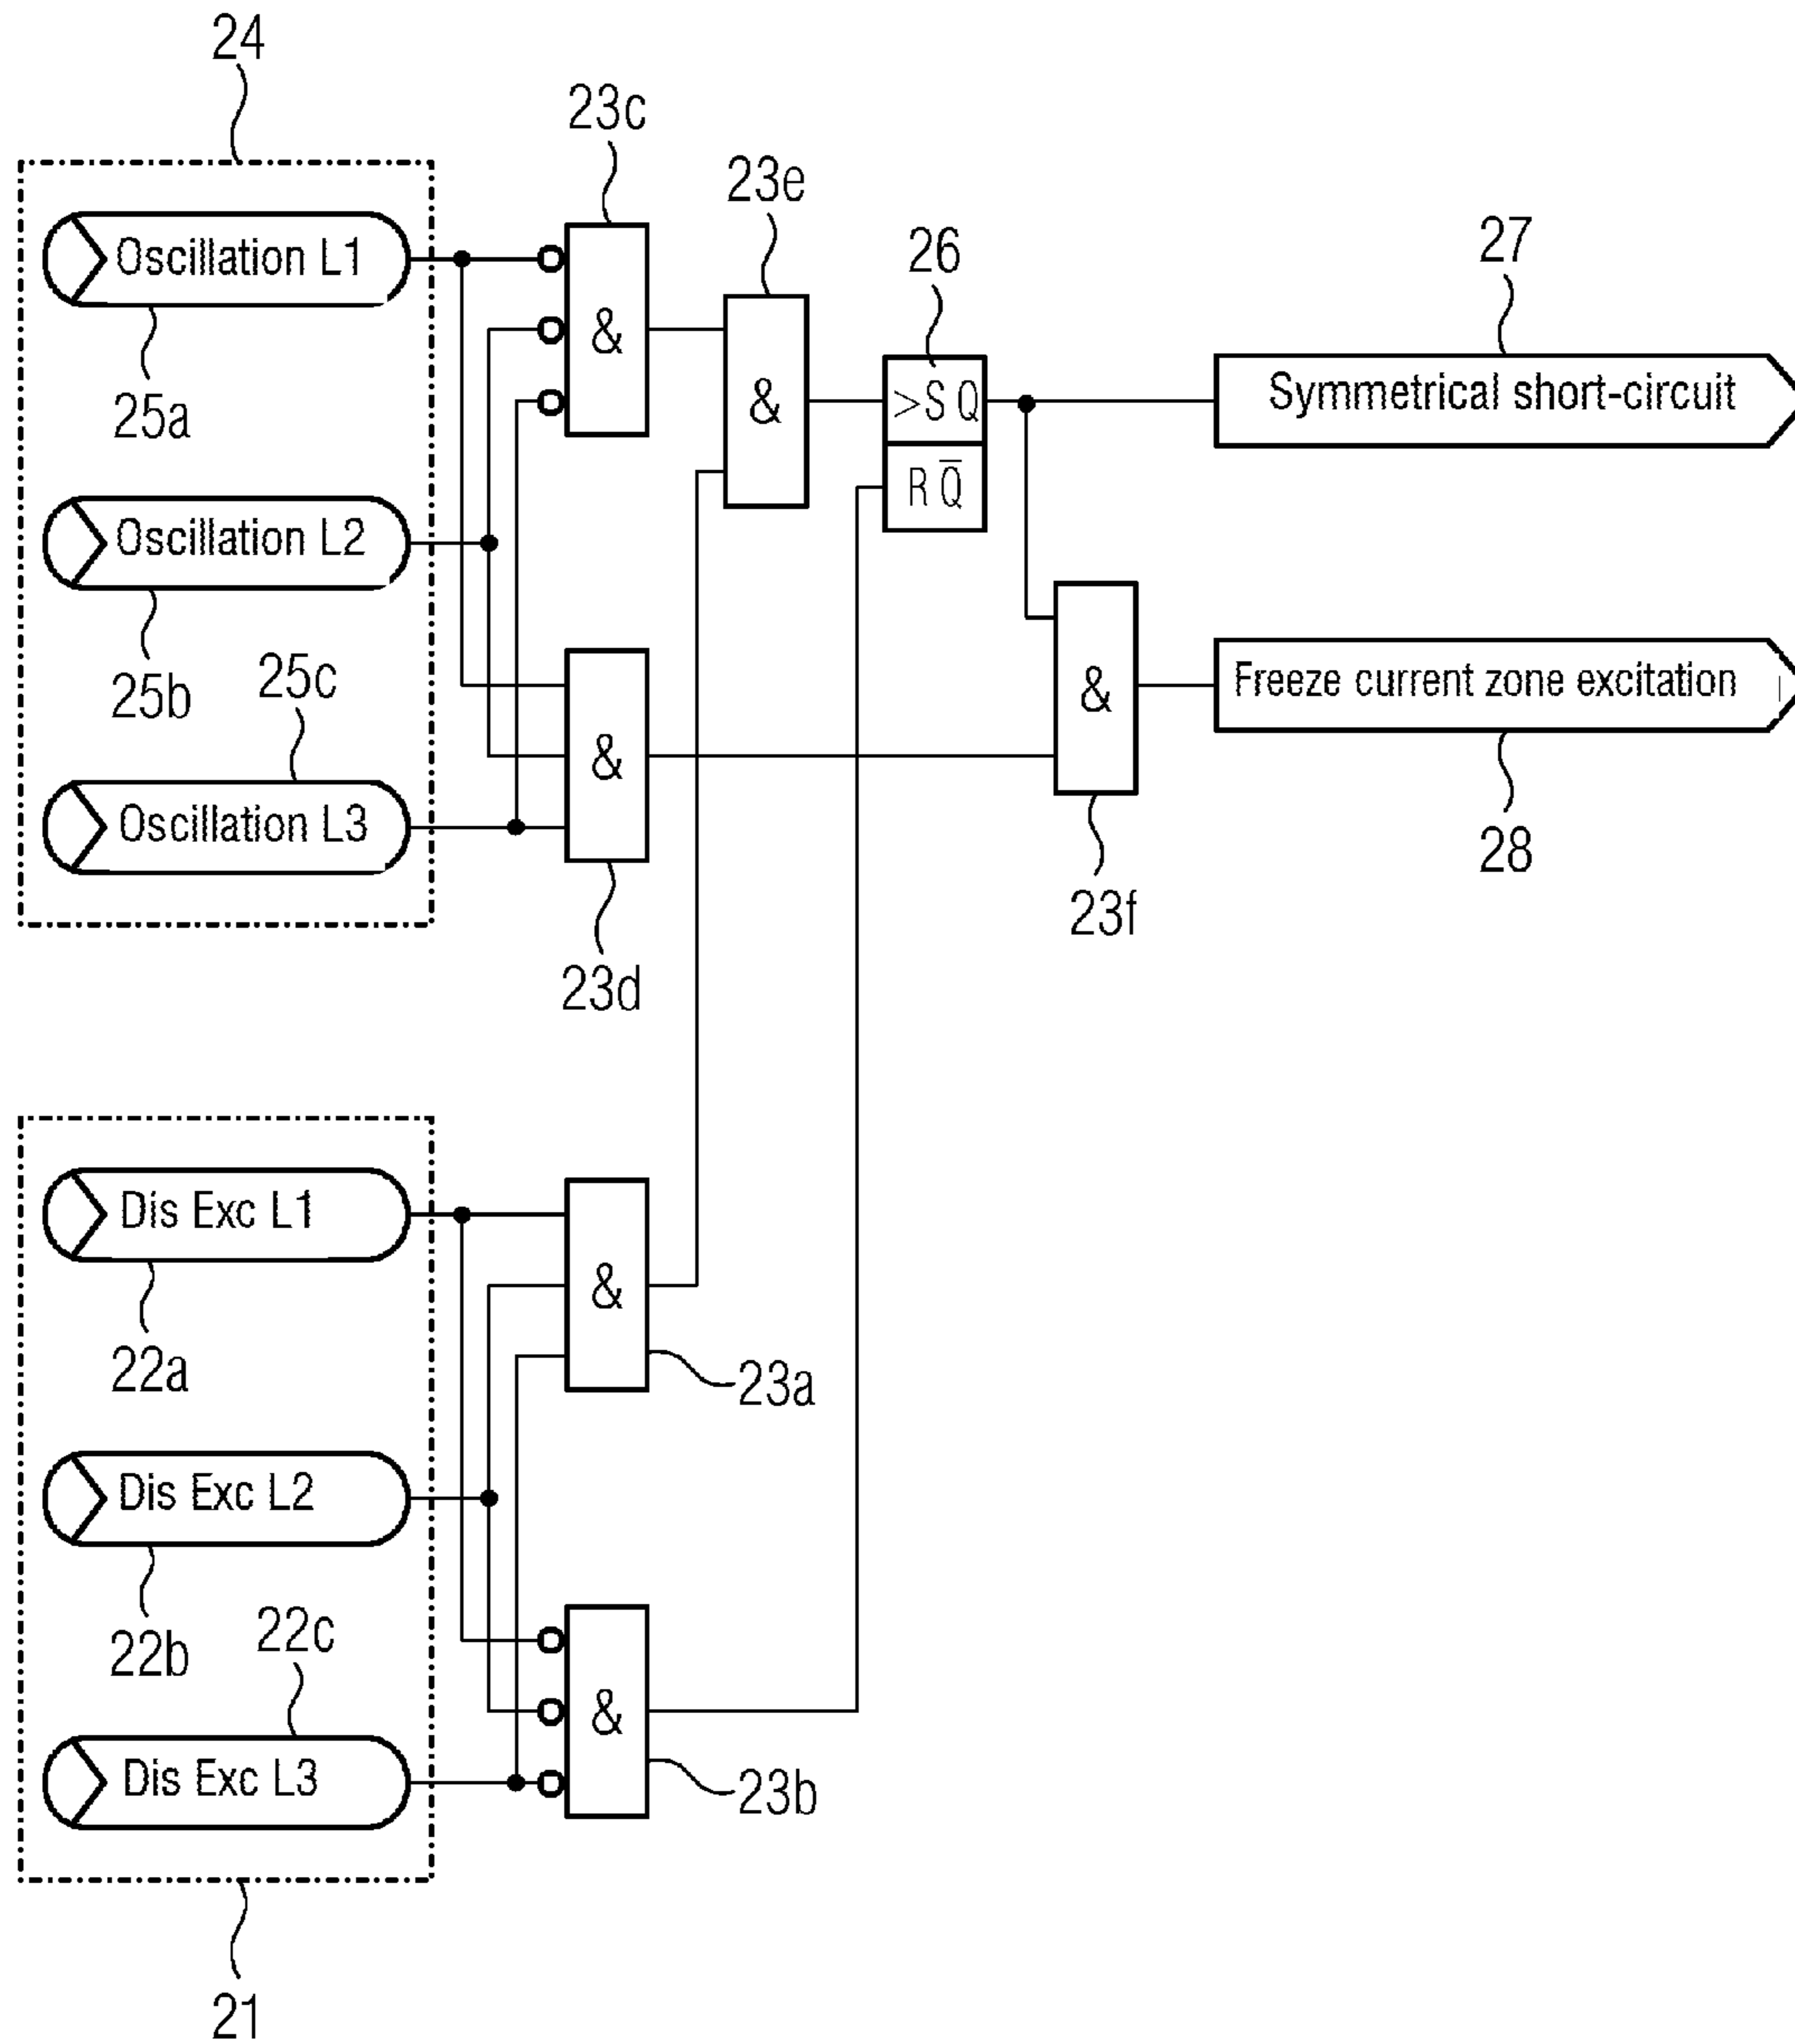 24
23c
23e
Oscillation L1
26
27
&
>S Q
Symmetrical short-circuit
25a
&
R Q̅
Oscillation L2
25b
25c
&
&
Freeze current zone excitation
Oscillation L3
28
23f
23d
Dis Exc L1
&
22a
23a
Dis Exc L2
22b
22c
&
Dis Exc L3
23b
21